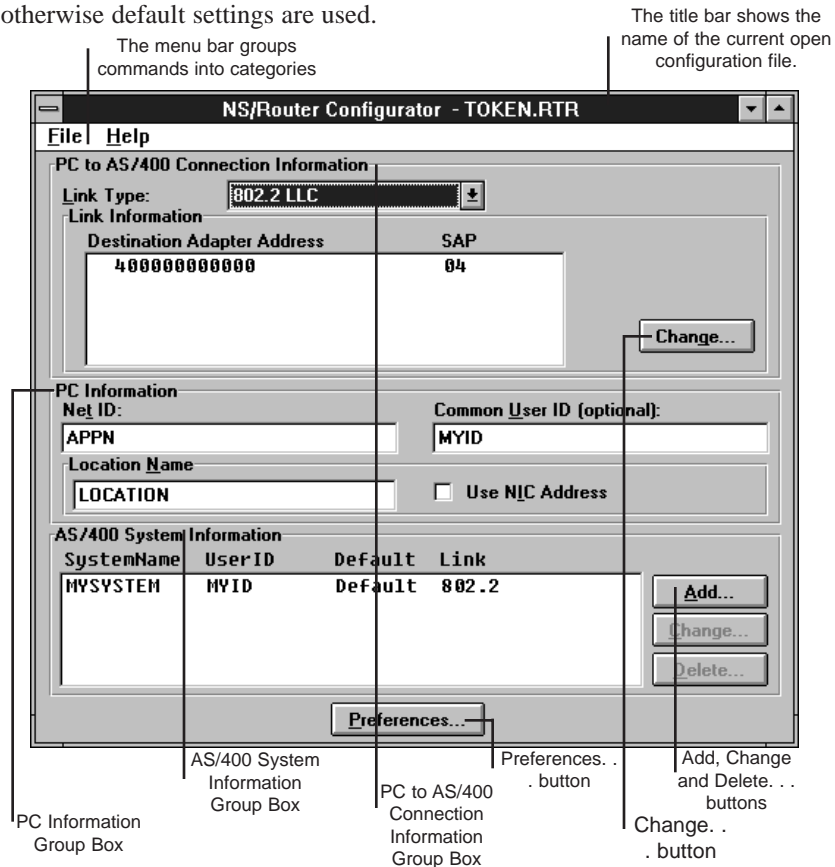 otherwise default settings are used.
The menu bar groups
commands into categories
The title bar shows the
name of the current open
configuration file.
NS/Router Configurator - TOKEN.RTR
File Help
PC to AS/400 Connection Information
Link Type: 802.2 LLC
Link Information
Destination Adapter Address SAP
400000000000 04
Change...
PC Information
Net ID: Common User ID (optional):
APPN MYID
Location Name
LOCATION Use NIC Address
AS/400 System Information
SystemName UserID Default Link
MYSYSTEM MYID Default 802.2
Add...
Change...
Delete...
Preferences...
AS/400 System
Information
Group Box
Preferences. .
. button
Add, Change
and Delete. . .
buttons
PC to AS/400
Connection
Information
Group Box
PC Information
Group Box
Change. .
. button